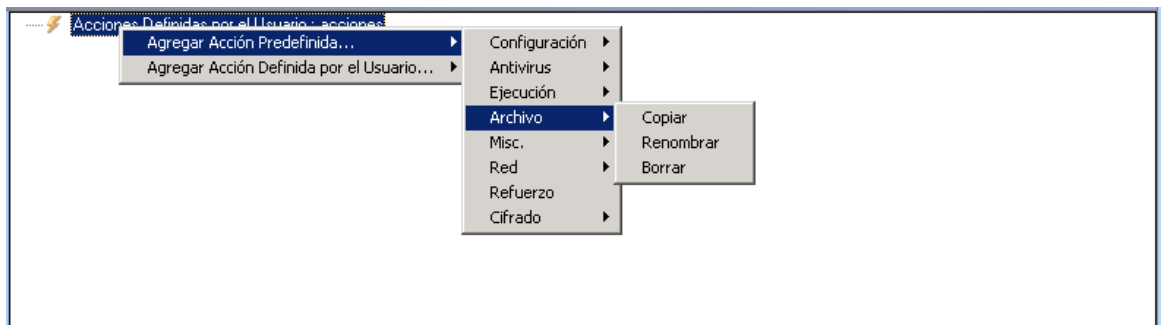 Acciones Definidas por el Usuario : acciones
Agregar Acción Predefinida...
Agregar Acción Definida por el Usuario...
Configuración
Antivirus
Ejecución
Archivo
Misc.
Red
Refuerzo
Cifrado
Copiar
Renombrar
Borrar